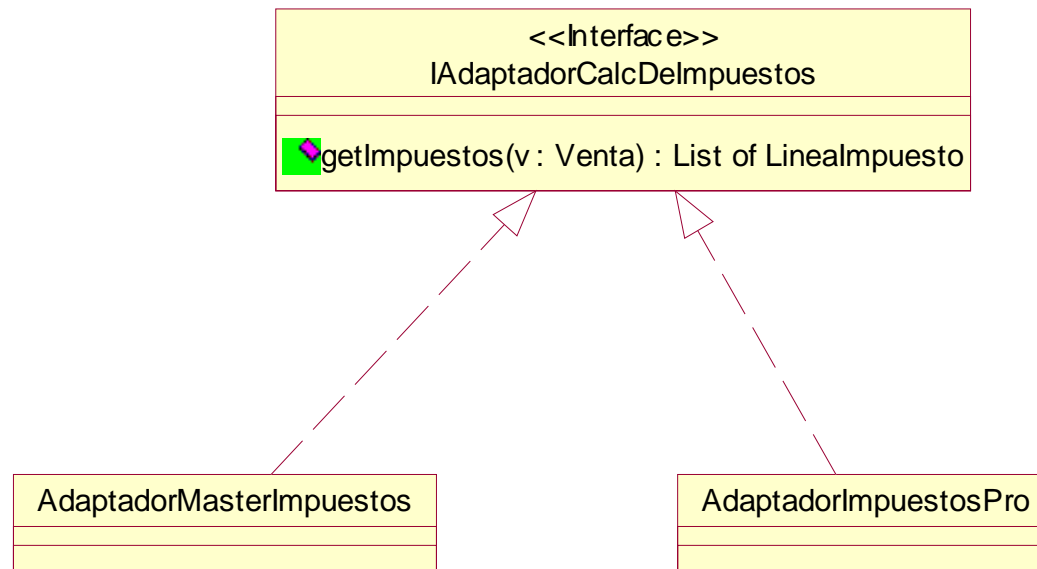 <<Interface>>
IAdaptadorCalcDeImpuestos
getImpuestos(v : Venta) : List of LineaImpuesto
AdaptadorMasterImpuestos
AdaptadorImpuestosPro